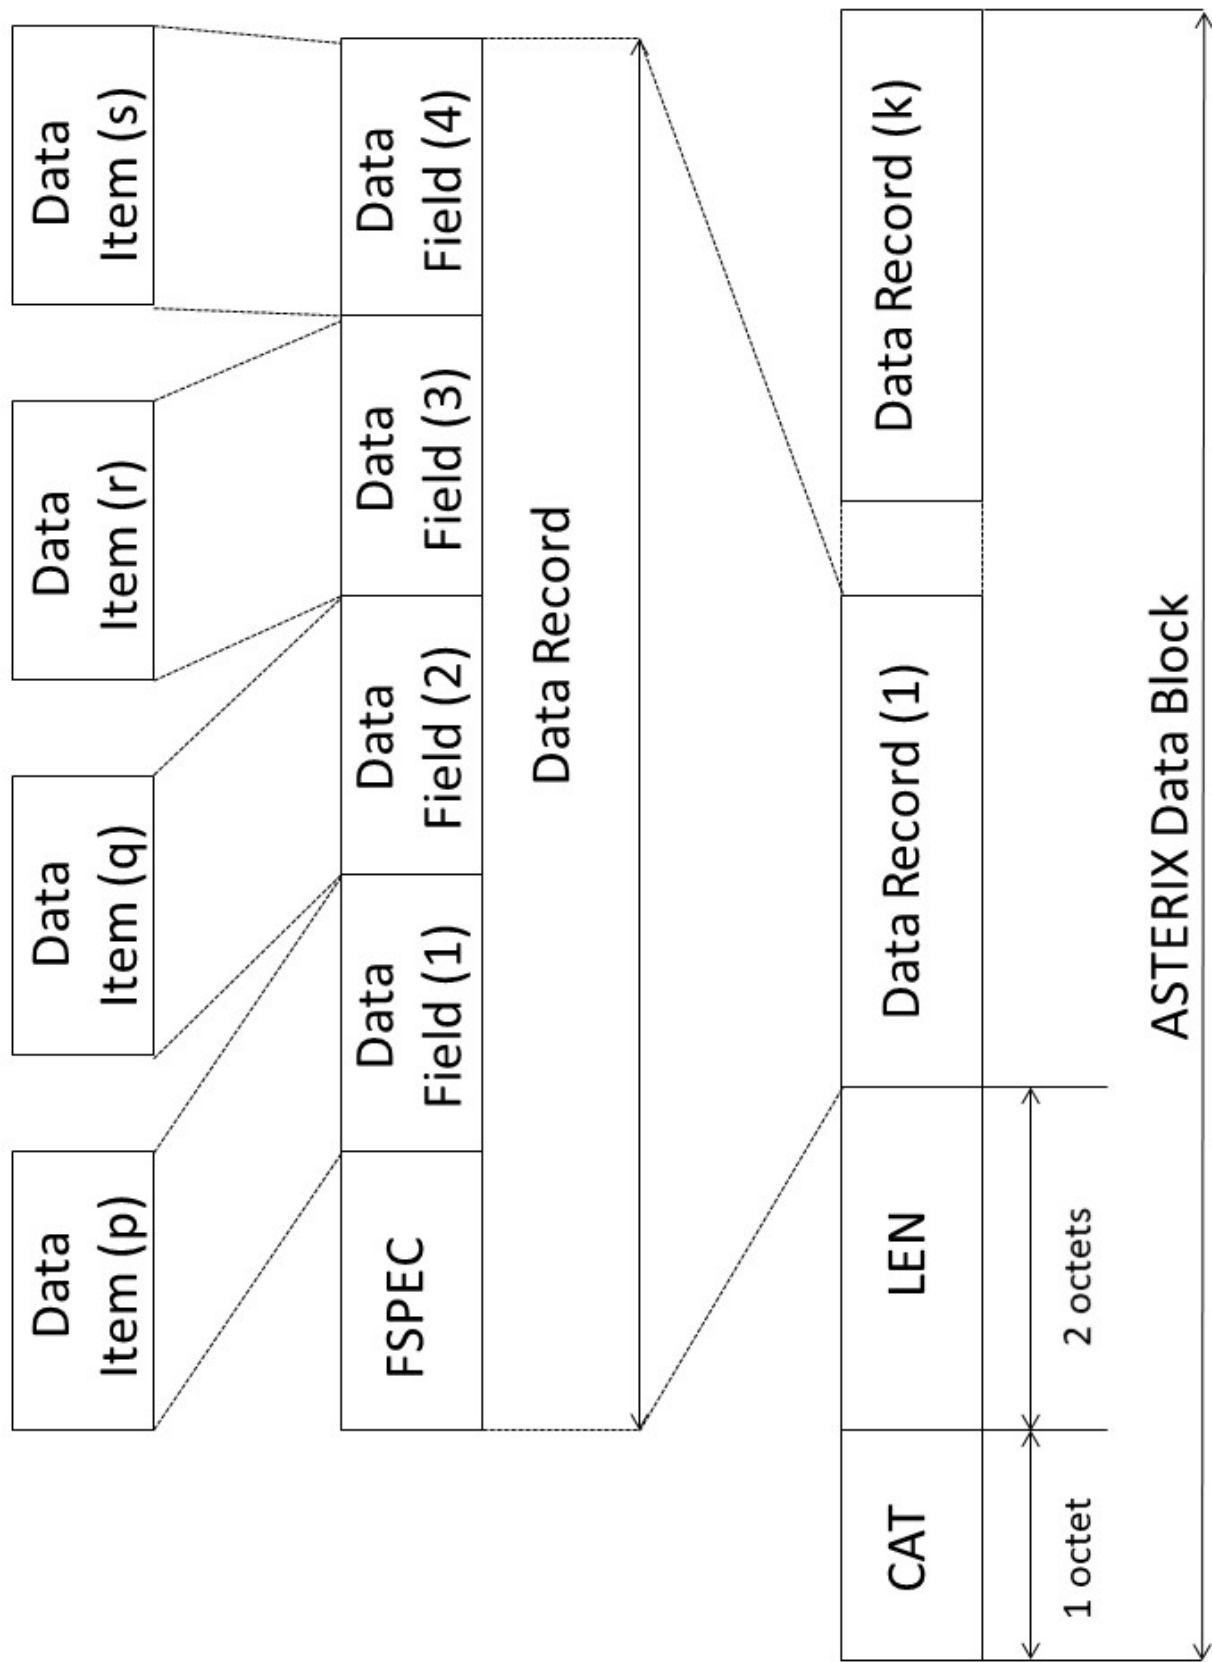 Data
Item (p)
Data
Item (q)
Data
Item (r)
Data
Item (s)
FSPEC
Data
Field (1)
Data
Field (2)
Data
Field (3)
Data
Field (4)
Data Record
CAT
LEN
Data Record (1)
Data Record (k)
1 octet
2 octets
ASTERIX Data Block